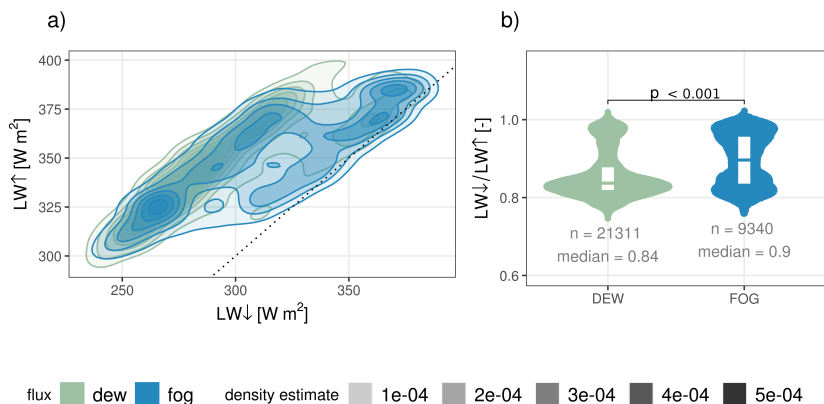 a)
b)
400
375
350
325
300
LW↑ [W m²]
250
300
350
LW↓ [W m²]
1.0
0.8
0.6
LW↓/LW↑ [-]
p < 0.001
n = 21311
median = 0.84
n = 9340
median = 0.9
DEW
FOG
flux dew fog density estimate 1e-04 2e-04 3e-04 4e-04 5e-04